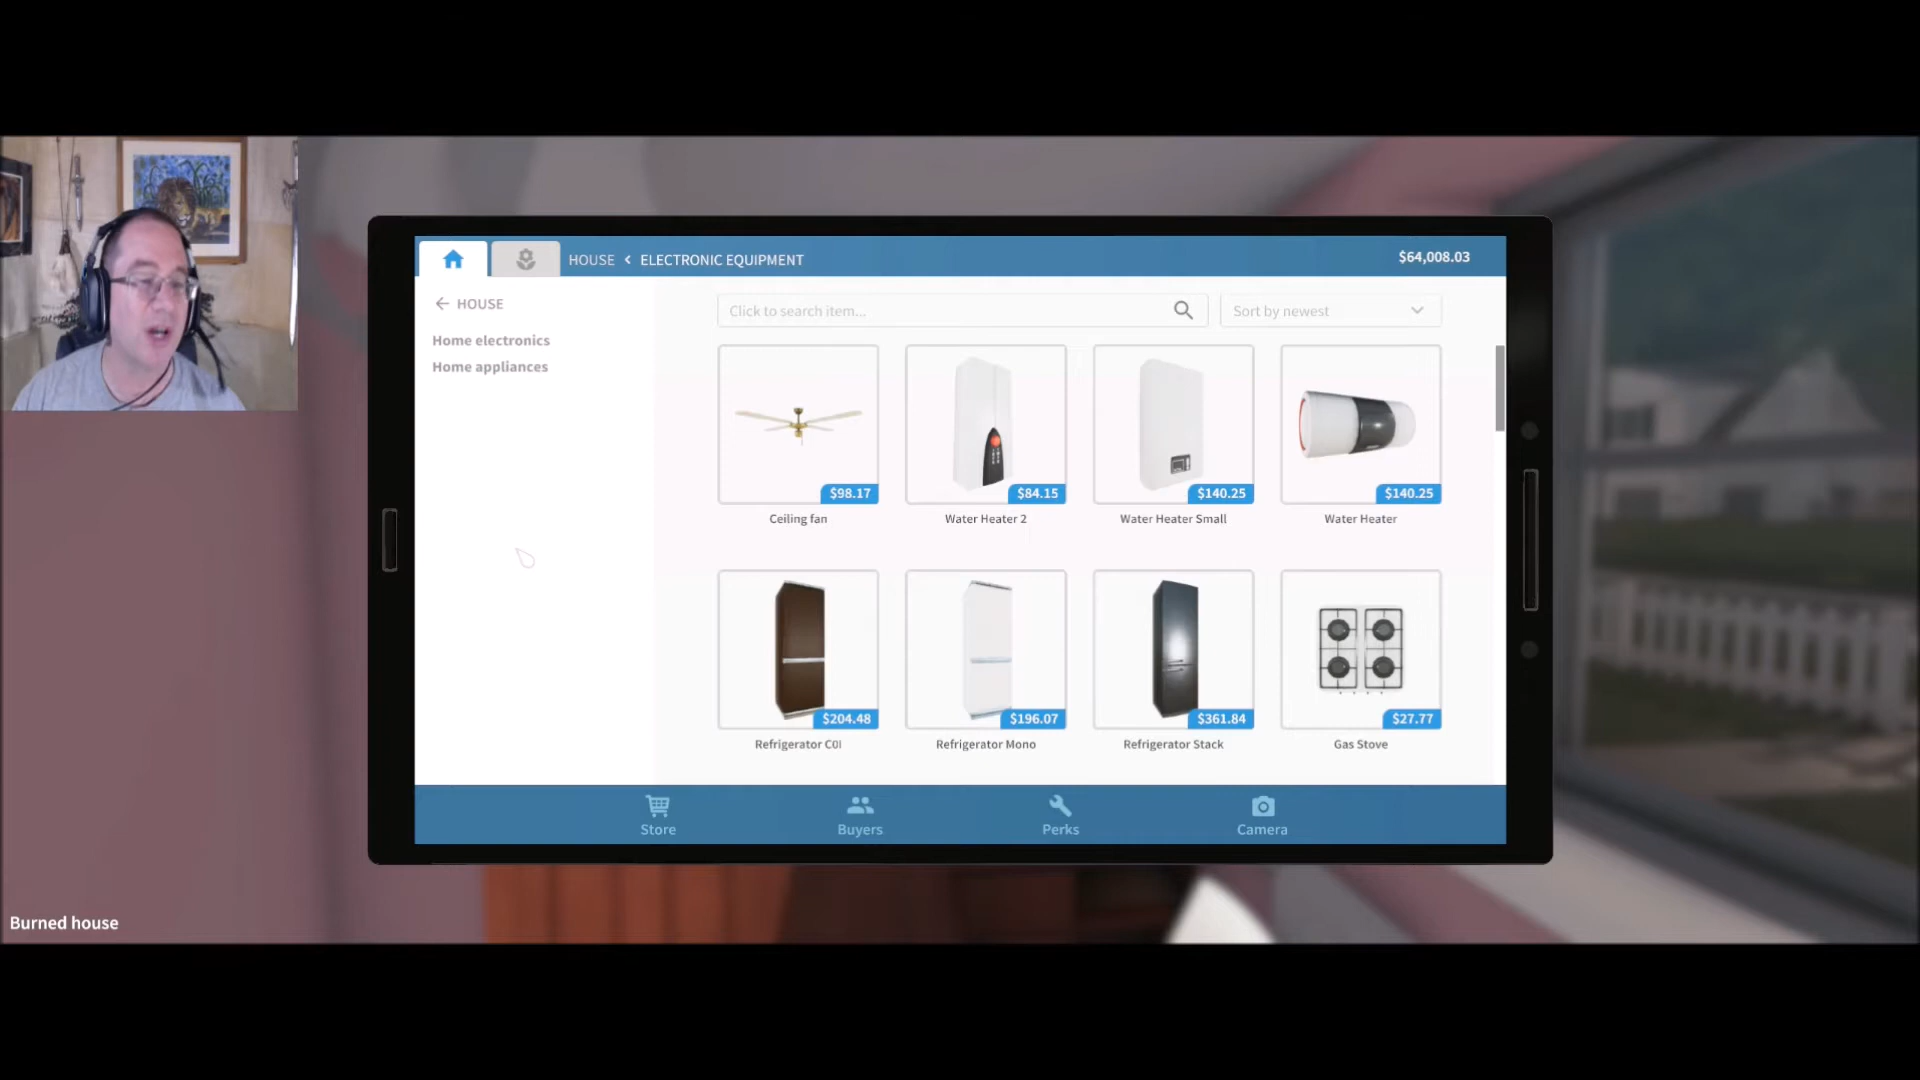 HOUSE < ELECTRONIC EQUIPMENT
$64,008.03
← HOUSE
Home electronics
Home appliances
Click to search item...
Sort by newest
$98.17
$84.15
$140.25
$140.25
Ceiling fan
Water Heater 2
Water Heater Small
Water Heater
$204.48
$196.07
$361.84
$27.77
Refrigerator C0I
Refrigerator Mono
Refrigerator Stack
Gas Stove
Store
Buyers
Perks
Camera
Burned house